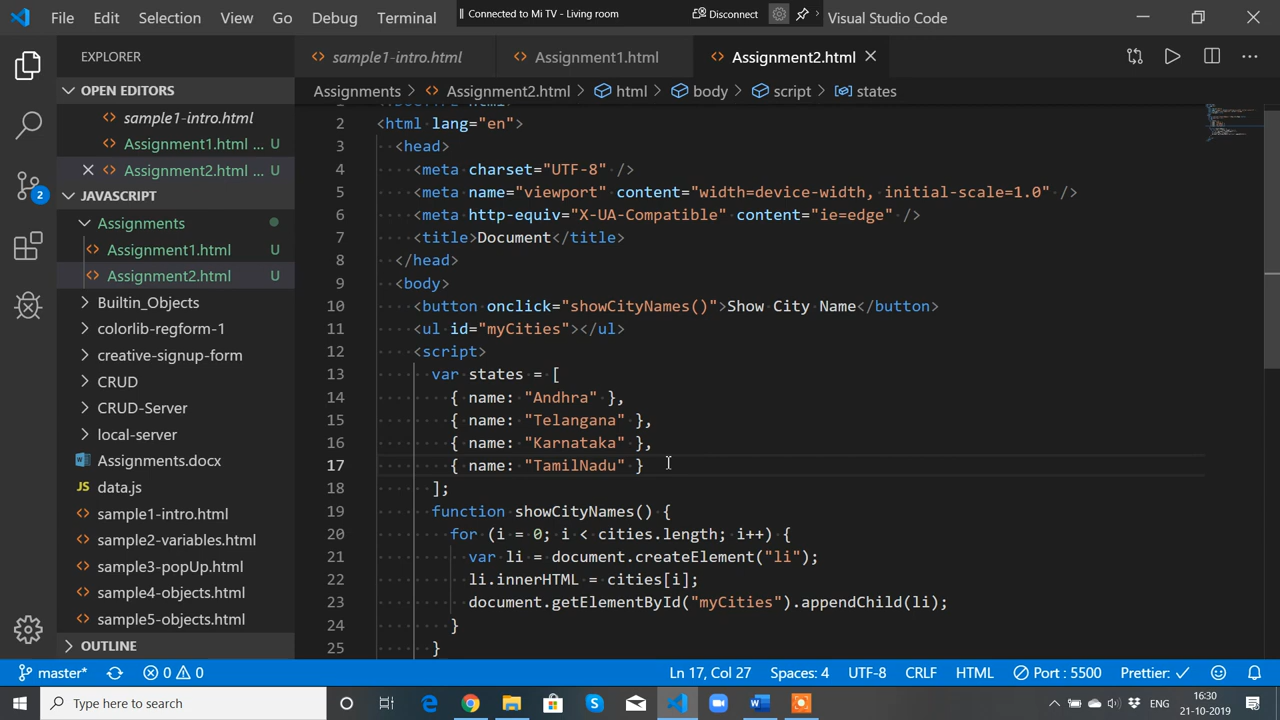 File Edit Selection View Go Debug Terminal
Connected to Mi TV - Living room
Disconnect
Visual Studio Code
EXPLORER
sample1-intro.html
Assignment1.html
Assignment2.html
OPEN EDITORS
Assignments > Assignment2.html > html > body > script > states
sample1-intro.html
Assignment1.html ... U
Assignment2.html ... U
JAVASCRIPT
Assignments
Assignment1.html U
Assignment2.html U
Builtin_Objects
colorlib-regform-1
creative-signup-form
CRUD
CRUD-Server
local-server
Assignments.docx
data.js
sample1-intro.html
sample2-variables.html
sample3-popUp.html
sample4-objects.html
sample5-objects.html
OUTLINE
2
2 <html lang="en">
3 <head>
4 <meta charset="UTF-8" />
5 <meta name="viewport" content="width=device-width, initial-scale=1.0" />
6 <meta http-equiv="X-UA-Compatible" content="ie=edge" />
7 <title>Document</title>
8 </head>
9 <body>
10 <button onclick="showCityNames()">Show City Name</button>
11 <ul id="myCities"></ul>
12 <script>
13 var states = [
14 { name: "Andhra" },
15 { name: "Telangana" },
16 { name: "Karnataka" },
17 { name: "TamilNadu" }
18 ];
19 function showCityNames() {
20 for (i = 0; i < cities.length; i++) {
21 var li = document.createElement("li");
22 li.innerHTML = cities[i];
23 document.getElementById("myCities").appendChild(li);
24 }
25 }
master* 0 0
Ln 17, Col 27 Spaces: 4 UTF-8 CRLF HTML Port : 5500 Prettier: ✓
Type here to search
ENG
16:30
21-10-2019